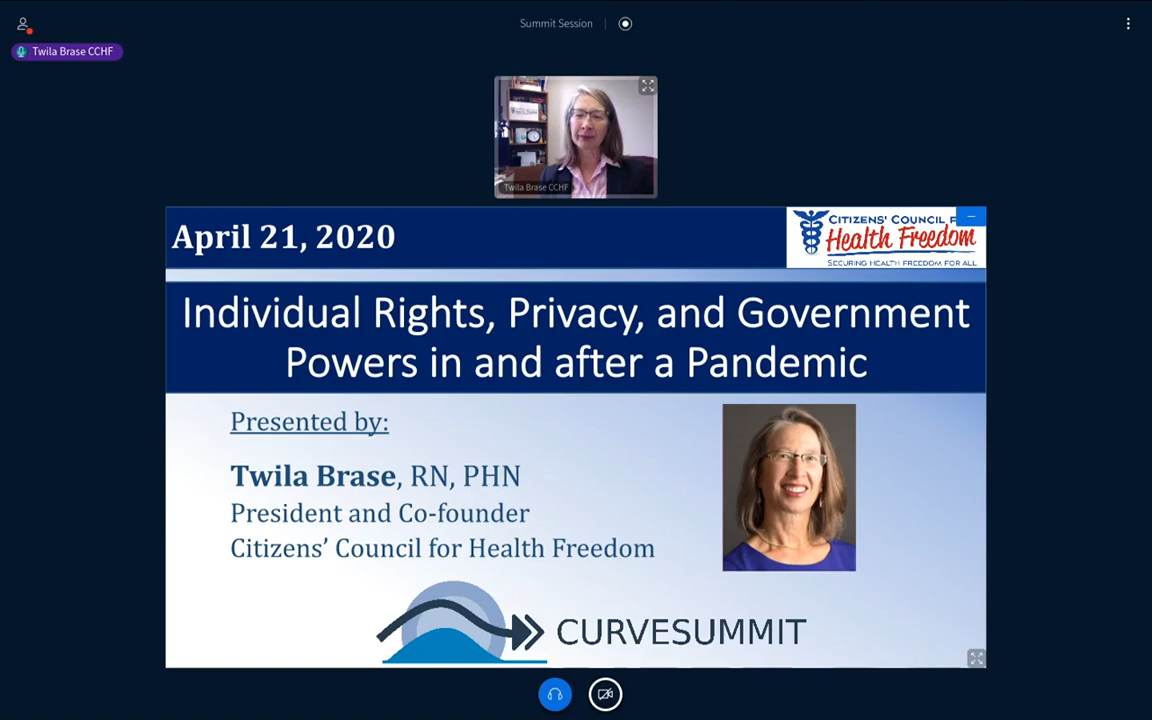 Summit Session
Twila Brase CCHF
Twila Brase CCHF
April 21, 2020
CITIZENS' COUNCIL F
Health Freedom
SECURING HEALTH FREEDOM FOR ALL
Individual Rights, Privacy, and Government
Powers in and after a Pandemic
Presented by:
Twila Brase, RN, PHN
President and Co-founder
Citizens' Council for Health Freedom
CURVESUMMIT